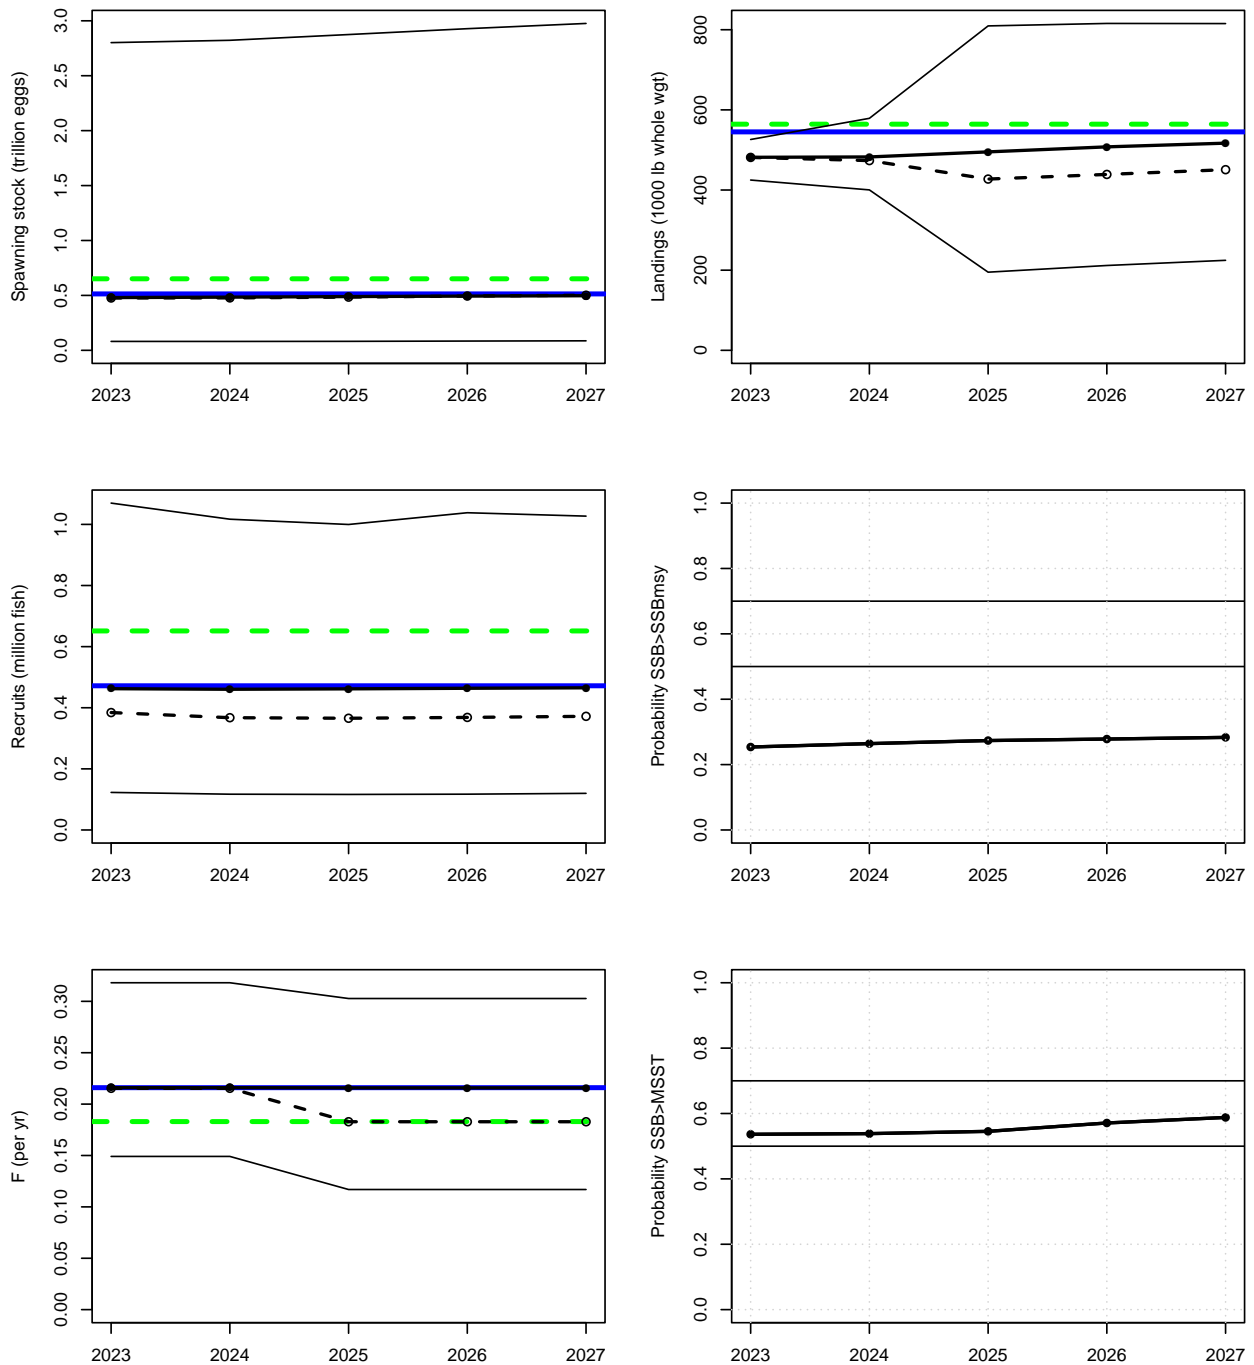 Spawning stock (trillion eggs)
0.0 0.5 1.0 1.5 2.0 2.5 3.0
2023 2024 2025 2026 2027
Landings (1000 lb whole wgt)
0 200 400 600 800
2023 2024 2025 2026 2027
Recruits (million fish)
0.0 0.2 0.4 0.6 0.8 1.0
2023 2024 2025 2026 2027
Probability SSB>SSBmsy
0.0 0.2 0.4 0.6 0.8 1.0
2023 2024 2025 2026 2027
F (per yr)
0.00 0.05 0.10 0.15 0.20 0.25 0.30
2023 2024 2025 2026 2027
Probability SSB>MSST
0.0 0.2 0.4 0.6 0.8 1.0
2023 2024 2025 2026 2027